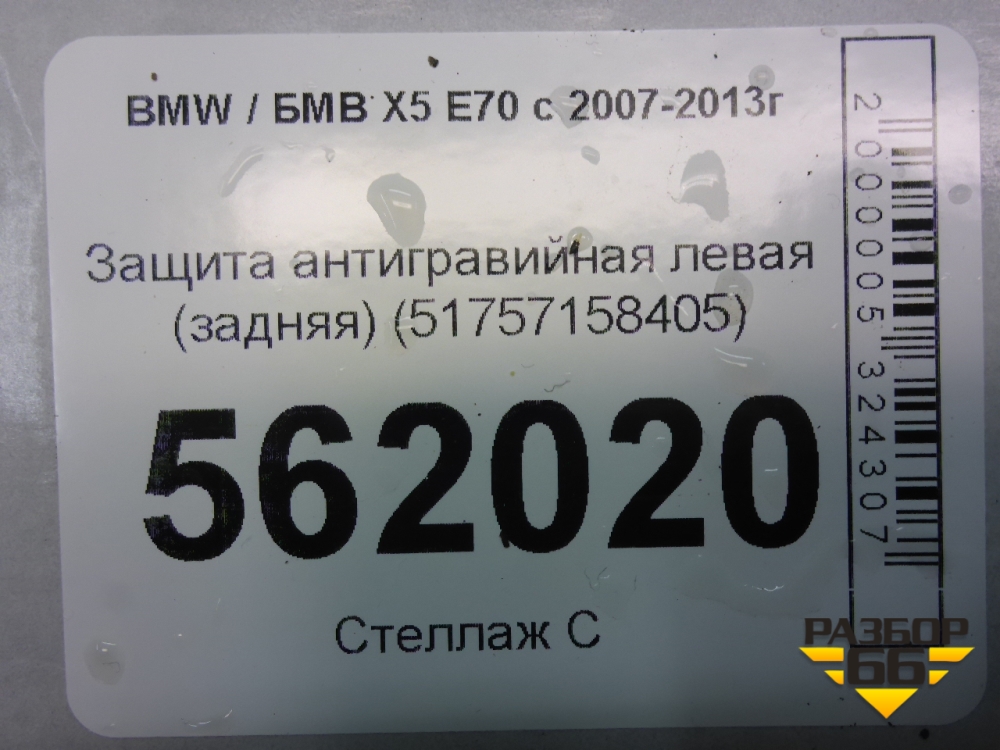 BMW / БМВ X5 E70 с 2007-2013г
Защита антигравийная левая
(задняя) (51757158405)
562020
Стеллаж С
2000005324307
РАЗБОР
66